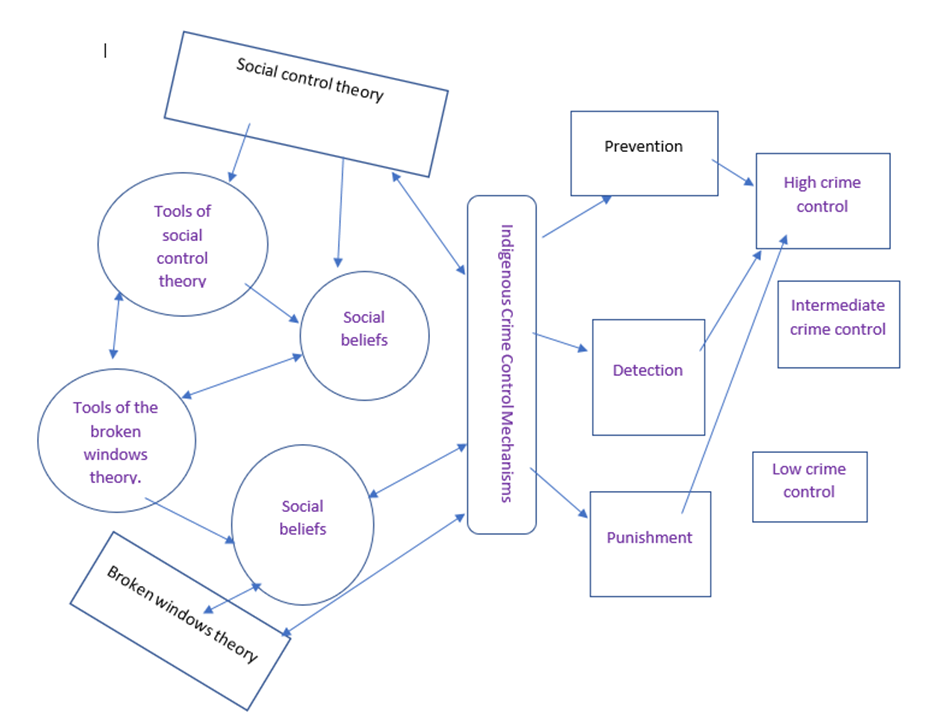 Social control theory
Prevention
High crime
control
Tools of
social
control
theory
Indigenous Crime Control Mechanisms
Intermediate
crime control
Social
beliefs
Detection
Tools of the
broken
windows
theory.
Low crime
control
Social
beliefs
Punishment
Broken windows theory